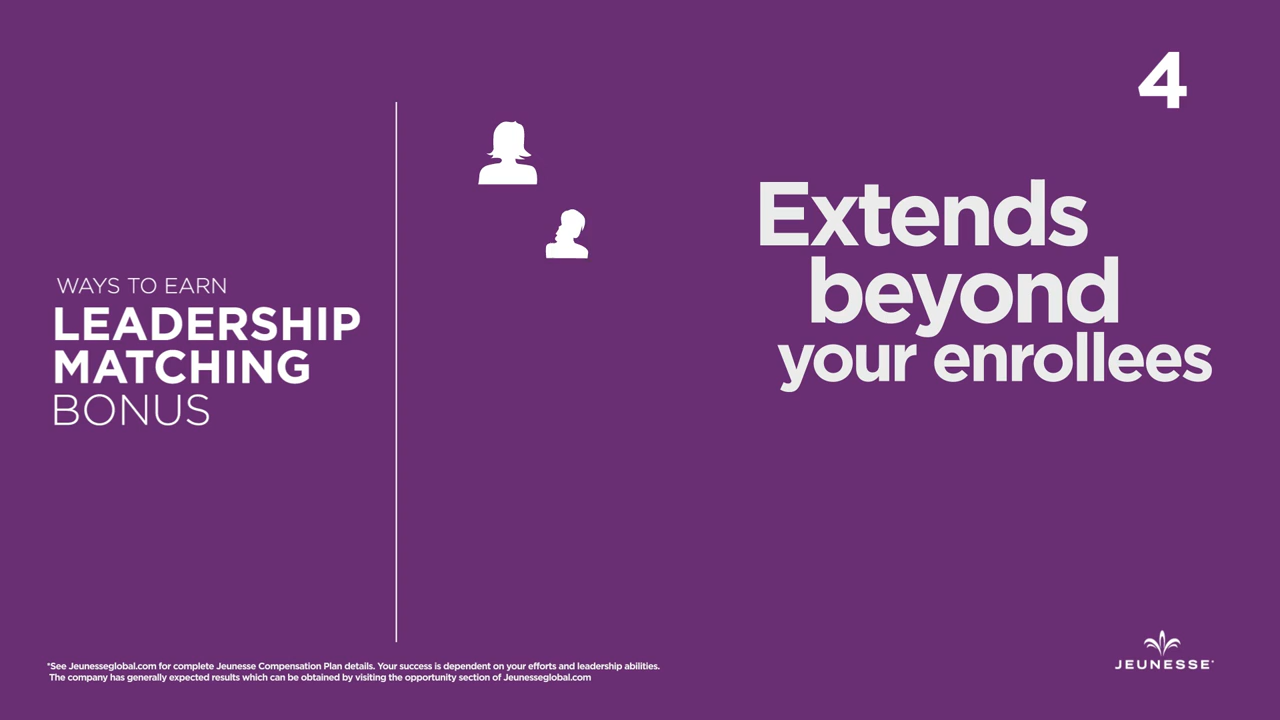 4
WAYS TO EARN
LEADERSHIP
MATCHING
BONUS
Extends
beyond
your enrollees
*See Jeunesseglobal.com for complete Jeunesse Compensation Plan details. Your success is dependent on your efforts and leadership abilities.
The company has generally expected results which can be obtained by visiting the opportunity section of Jeunesseglobal.com
JEUNESSE